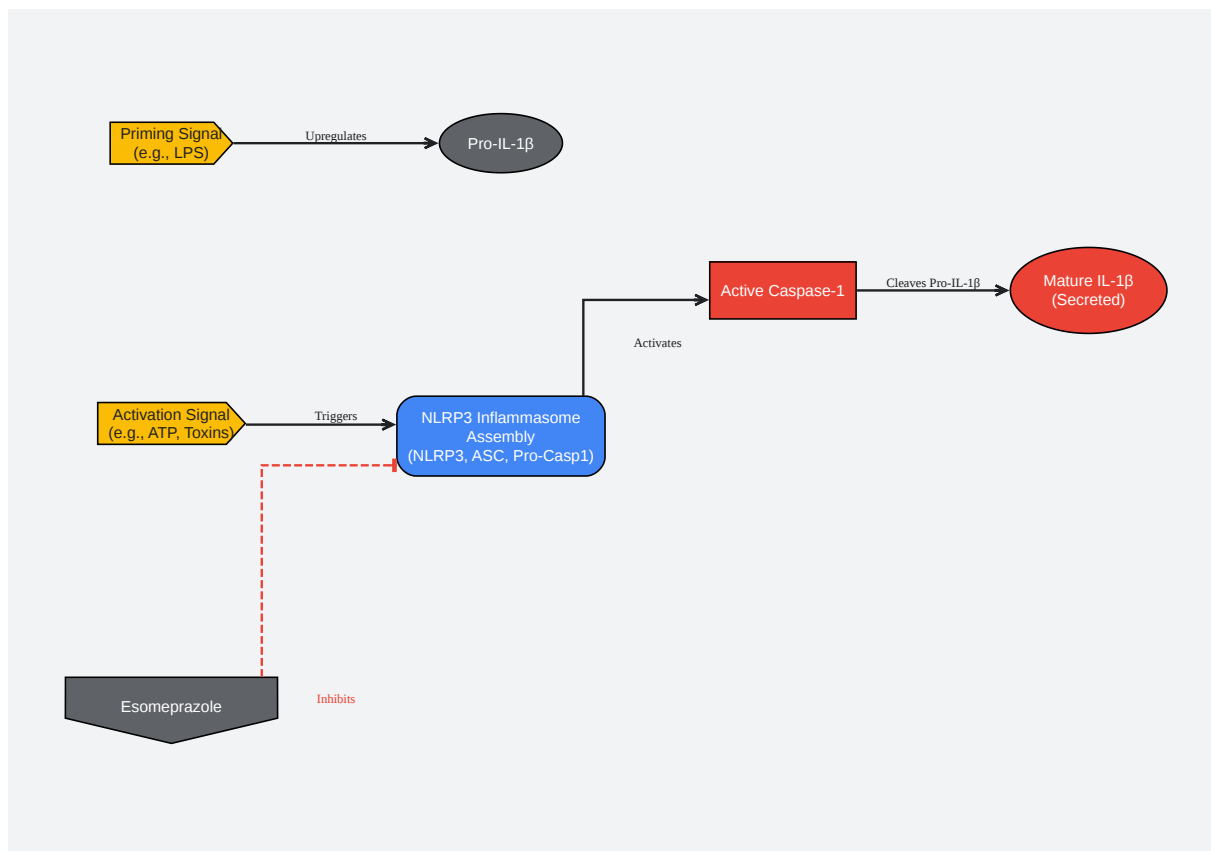 Priming Signal
(e.g., LPS)
Upregulates
Pro-IL-1β
Active Caspase-1
Cleaves Pro-IL-1β
Mature IL-1β
(Secreted)
Activates
Activation Signal
(e.g., ATP, Toxins)
Triggers
NLRP3 Inflammasome
Assembly
(NLRP3, ASC, Pro-Casp1)
Esomeprazole
Inhibits